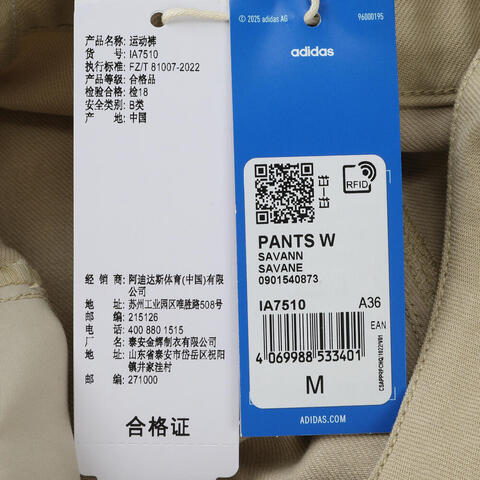 产品名称: 运动裤
货　　号: IA7510
执行标准: FZ/T 81007-2022
产品等级: 合格品
检验合格: 检18
安全类别: B类
产　　地: 中国
经 销 商: 阿迪达斯体育(中国)有限
公司
地　　址: 苏州工业园区唯胜路508号
邮　　编: 215126
电　　话: 400 880 1515
厂　　名: 泰安金辉制衣有限公司
地　　址: 山东省泰安市岱岳区祝阳
镇井家洼村
邮　　编: 271000
合格证
© 2025 adidas AG
96000195
adidas
RFID
PANTS W
SAVANN
SAVANE
0901540873
IA7510
A36
EAN
4 069988 533401
M
ADIDAS.COM